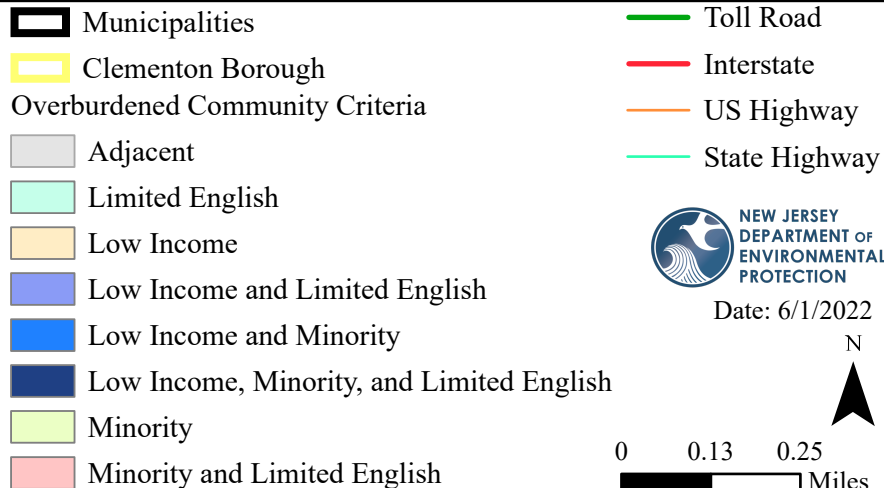 Municipalities
Clementon Borough
Overburdened Community Criteria
Adjacent
Limited English
Low Income
Low Income and Limited English
Low Income and Minority
Low Income, Minority, and Limited English
Minority
Minority and Limited English
Toll Road
Interstate
US Highway
State Highway
NEW JERSEY
DEPARTMENT OF
ENVIRONMENTAL
PROTECTION
Date: 6/1/2022
N
0 0.13 0.25
Miles